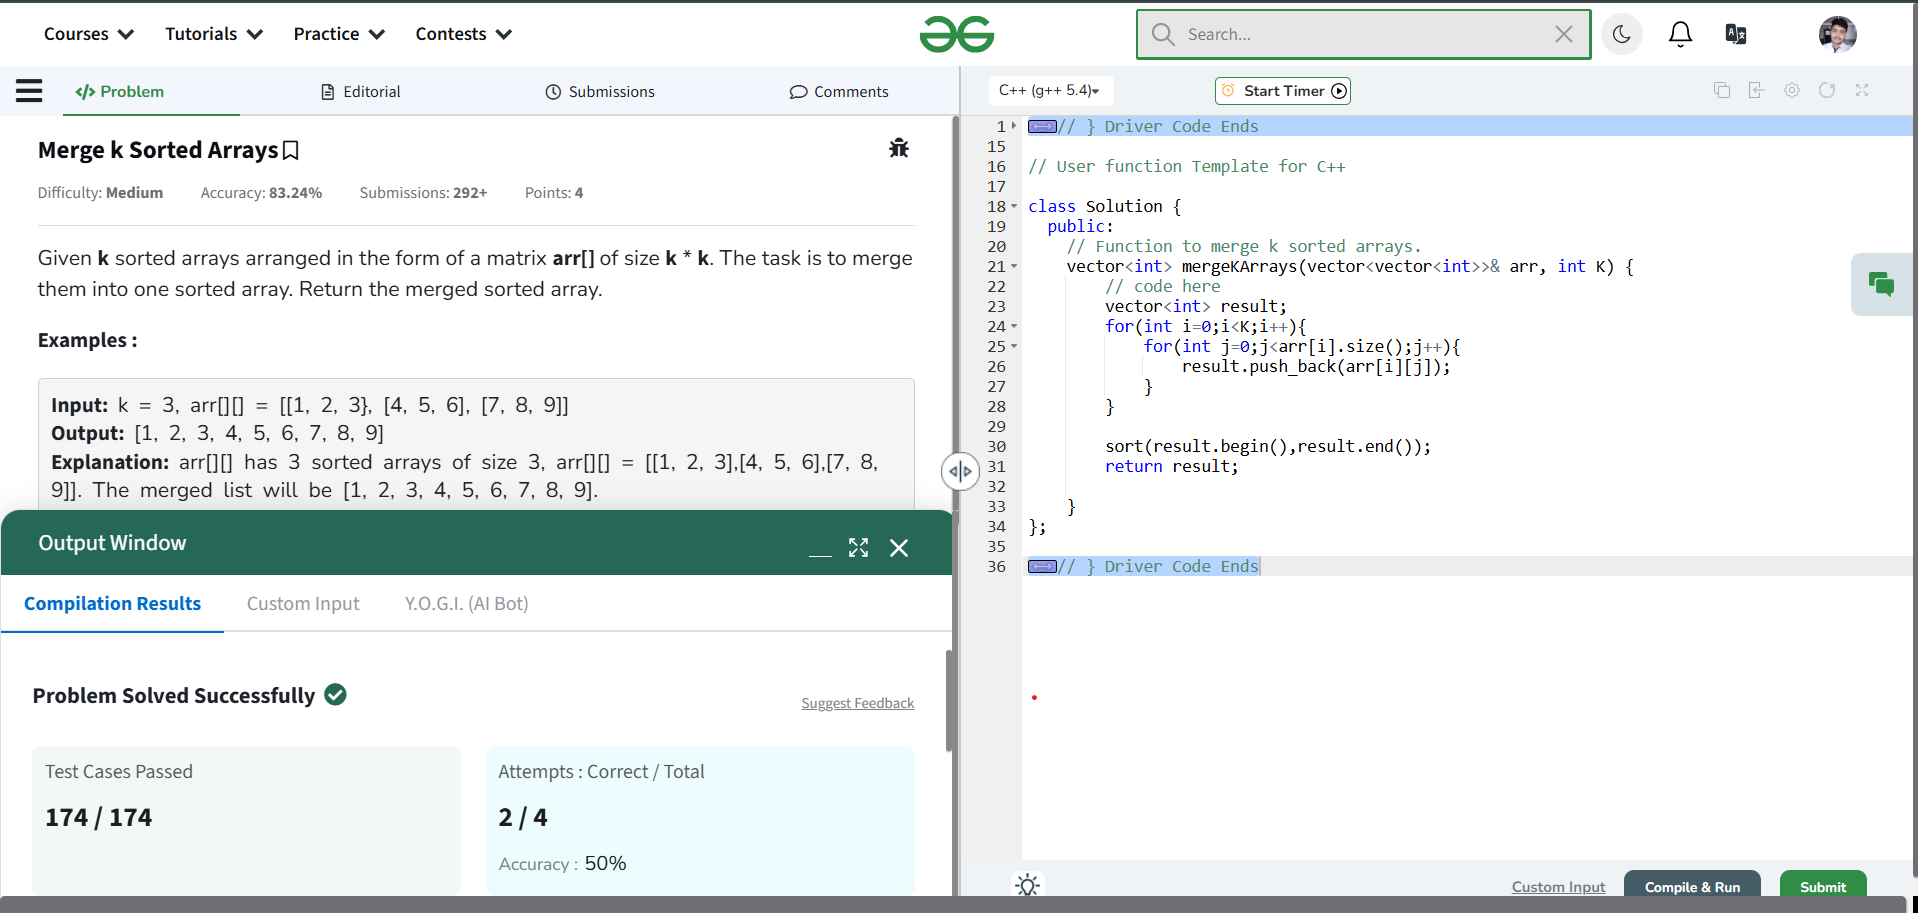 Courses Tutorials Practice Contests Search...
Problem Editorial Submissions Comments
Merge k Sorted Arrays
Difficulty: Medium Accuracy: 83.24% Submissions: 292+ Points: 4
Given k sorted arrays arranged in the form of a matrix arr[] of size k * k. The task is to merge
them into one sorted array. Return the merged sorted array.
Examples :
Input: k = 3, arr[][] = [[1, 2, 3}, [4, 5, 6], [7, 8, 9]]
Output: [1, 2, 3, 4, 5, 6, 7, 8, 9]
Explanation: arr[][] has 3 sorted arrays of size 3, arr[][] = [[1, 2, 3],[4, 5, 6],[7, 8,
9]]. The merged list will be [1, 2, 3, 4, 5, 6, 7, 8, 9].
Output Window
Compilation Results Custom Input Y.O.G.I. (AI Bot)
Problem Solved Successfully
Suggest Feedback
Test Cases Passed
174 / 174
Attempts : Correct / Total
2 / 4
Accuracy : 50%
C++ (g++ 5.4) Start Timer
1 // } Driver Code Ends
15
16 // User function Template for C++
17
18 class Solution {
19 public:
20 // Function to merge k sorted arrays.
21 vector<int> mergeKArrays(vector<vector<int>>& arr, int K) {
22 // code here
23 vector<int> result;
24 for(int i=0;i<K;i++){
25 for(int j=0;j<arr[i].size();j++){
26 result.push_back(arr[i][j]);
27 }
28 }
29
30 sort(result.begin(),result.end());
31 return result;
32
33 }
34 };
35
36 // } Driver Code Ends
Custom Input Compile & Run Submit